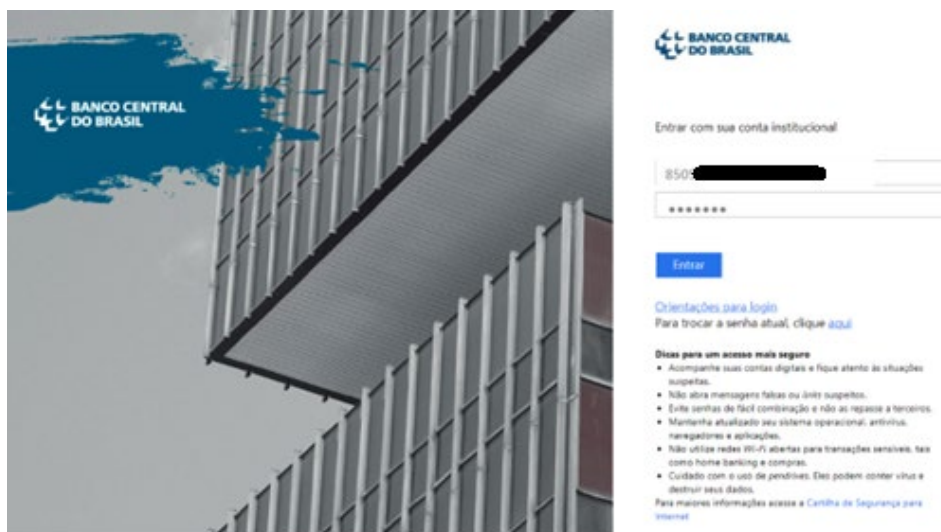 BANCO CENTRAL
DO BRASIL
BANCO CENTRAL
DO BRASIL
Entrar com sua conta institucional
850
•••••••
Entrar
Orientações para login
Para trocar a senha atual, clique aqui
Dicas para um acesso mais seguro
• Acompanhe suas contas digitais e fique atento às situações
suspeitas.
• Não abra mensagens falsas ou links suspeitos.
• Evite senhas de fácil combinação e não as repasse a terceiros.
• Mantenha atualizado seu sistema operacional, antivírus,
navegadores e aplicações.
• Não utilize redes Wi-Fi abertas para transações sensíveis, tais
como home banking e compras.
• Cuidado com o uso de pendrives. Eles podem conter vírus e
destruir seus dados.
Para maiores informações acesse a Cartilha de Segurança para
Internet